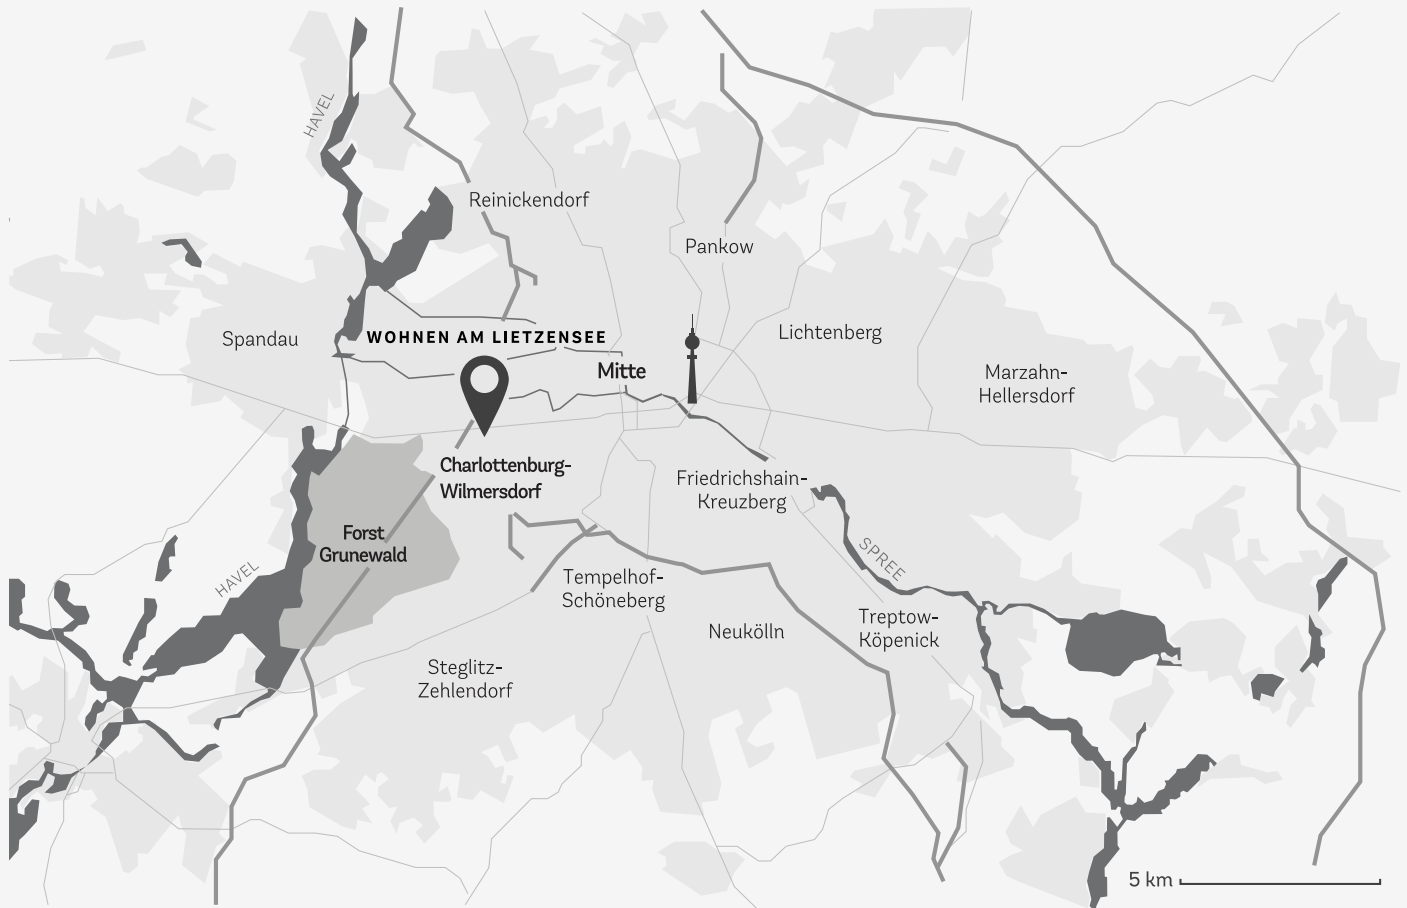 HAVEL
Reinickendorf
Pankow
Spandau
WOHNEN AM LIETZENSEE
Lichtenberg
Mitte
Marzahn-
Hellersdorf
Charlottenburg-
Wilmersdorf
Friedrichshain-
Kreuzberg
Forst
Grunewald
HAVEL
SPREE
Tempelhof-
Schöneberg
Treptow-
Köpenick
Neukölln
Steglitz-
Zehlendorf
5 km